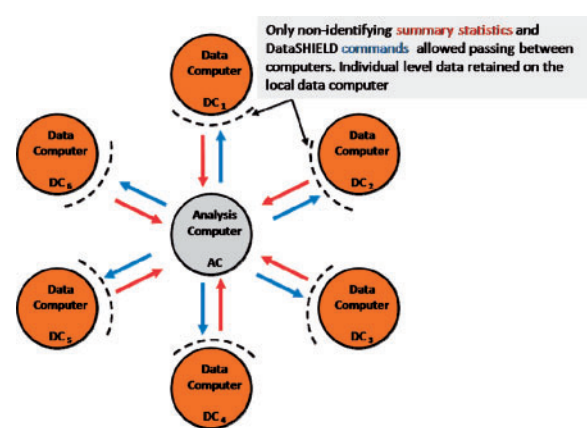 Only non-identifying summary statistics and
DataSHIELD commands allowed passing between
computers. Individual level data retained on the
local data computer
Data
Computer
DC₁
Data
Computer
DC₆
Data
Computer
DC₂
Analysis
Computer
AC
Data
Computer
DC₅
Data
Computer
DC₃
Data
Computer
DC₄